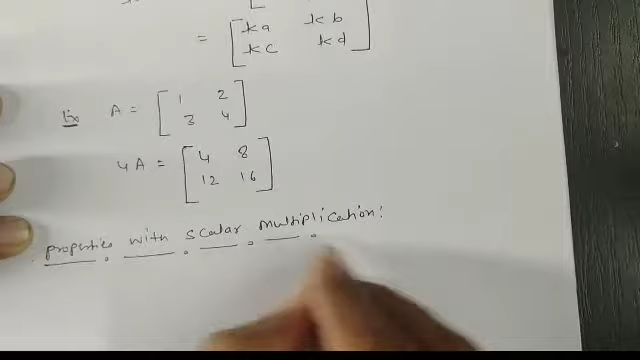 = [ka kb
kc kd]
Ex A = [1 2
3 4]
4A = [4 8
12 16]
properties with scalar multiplication: